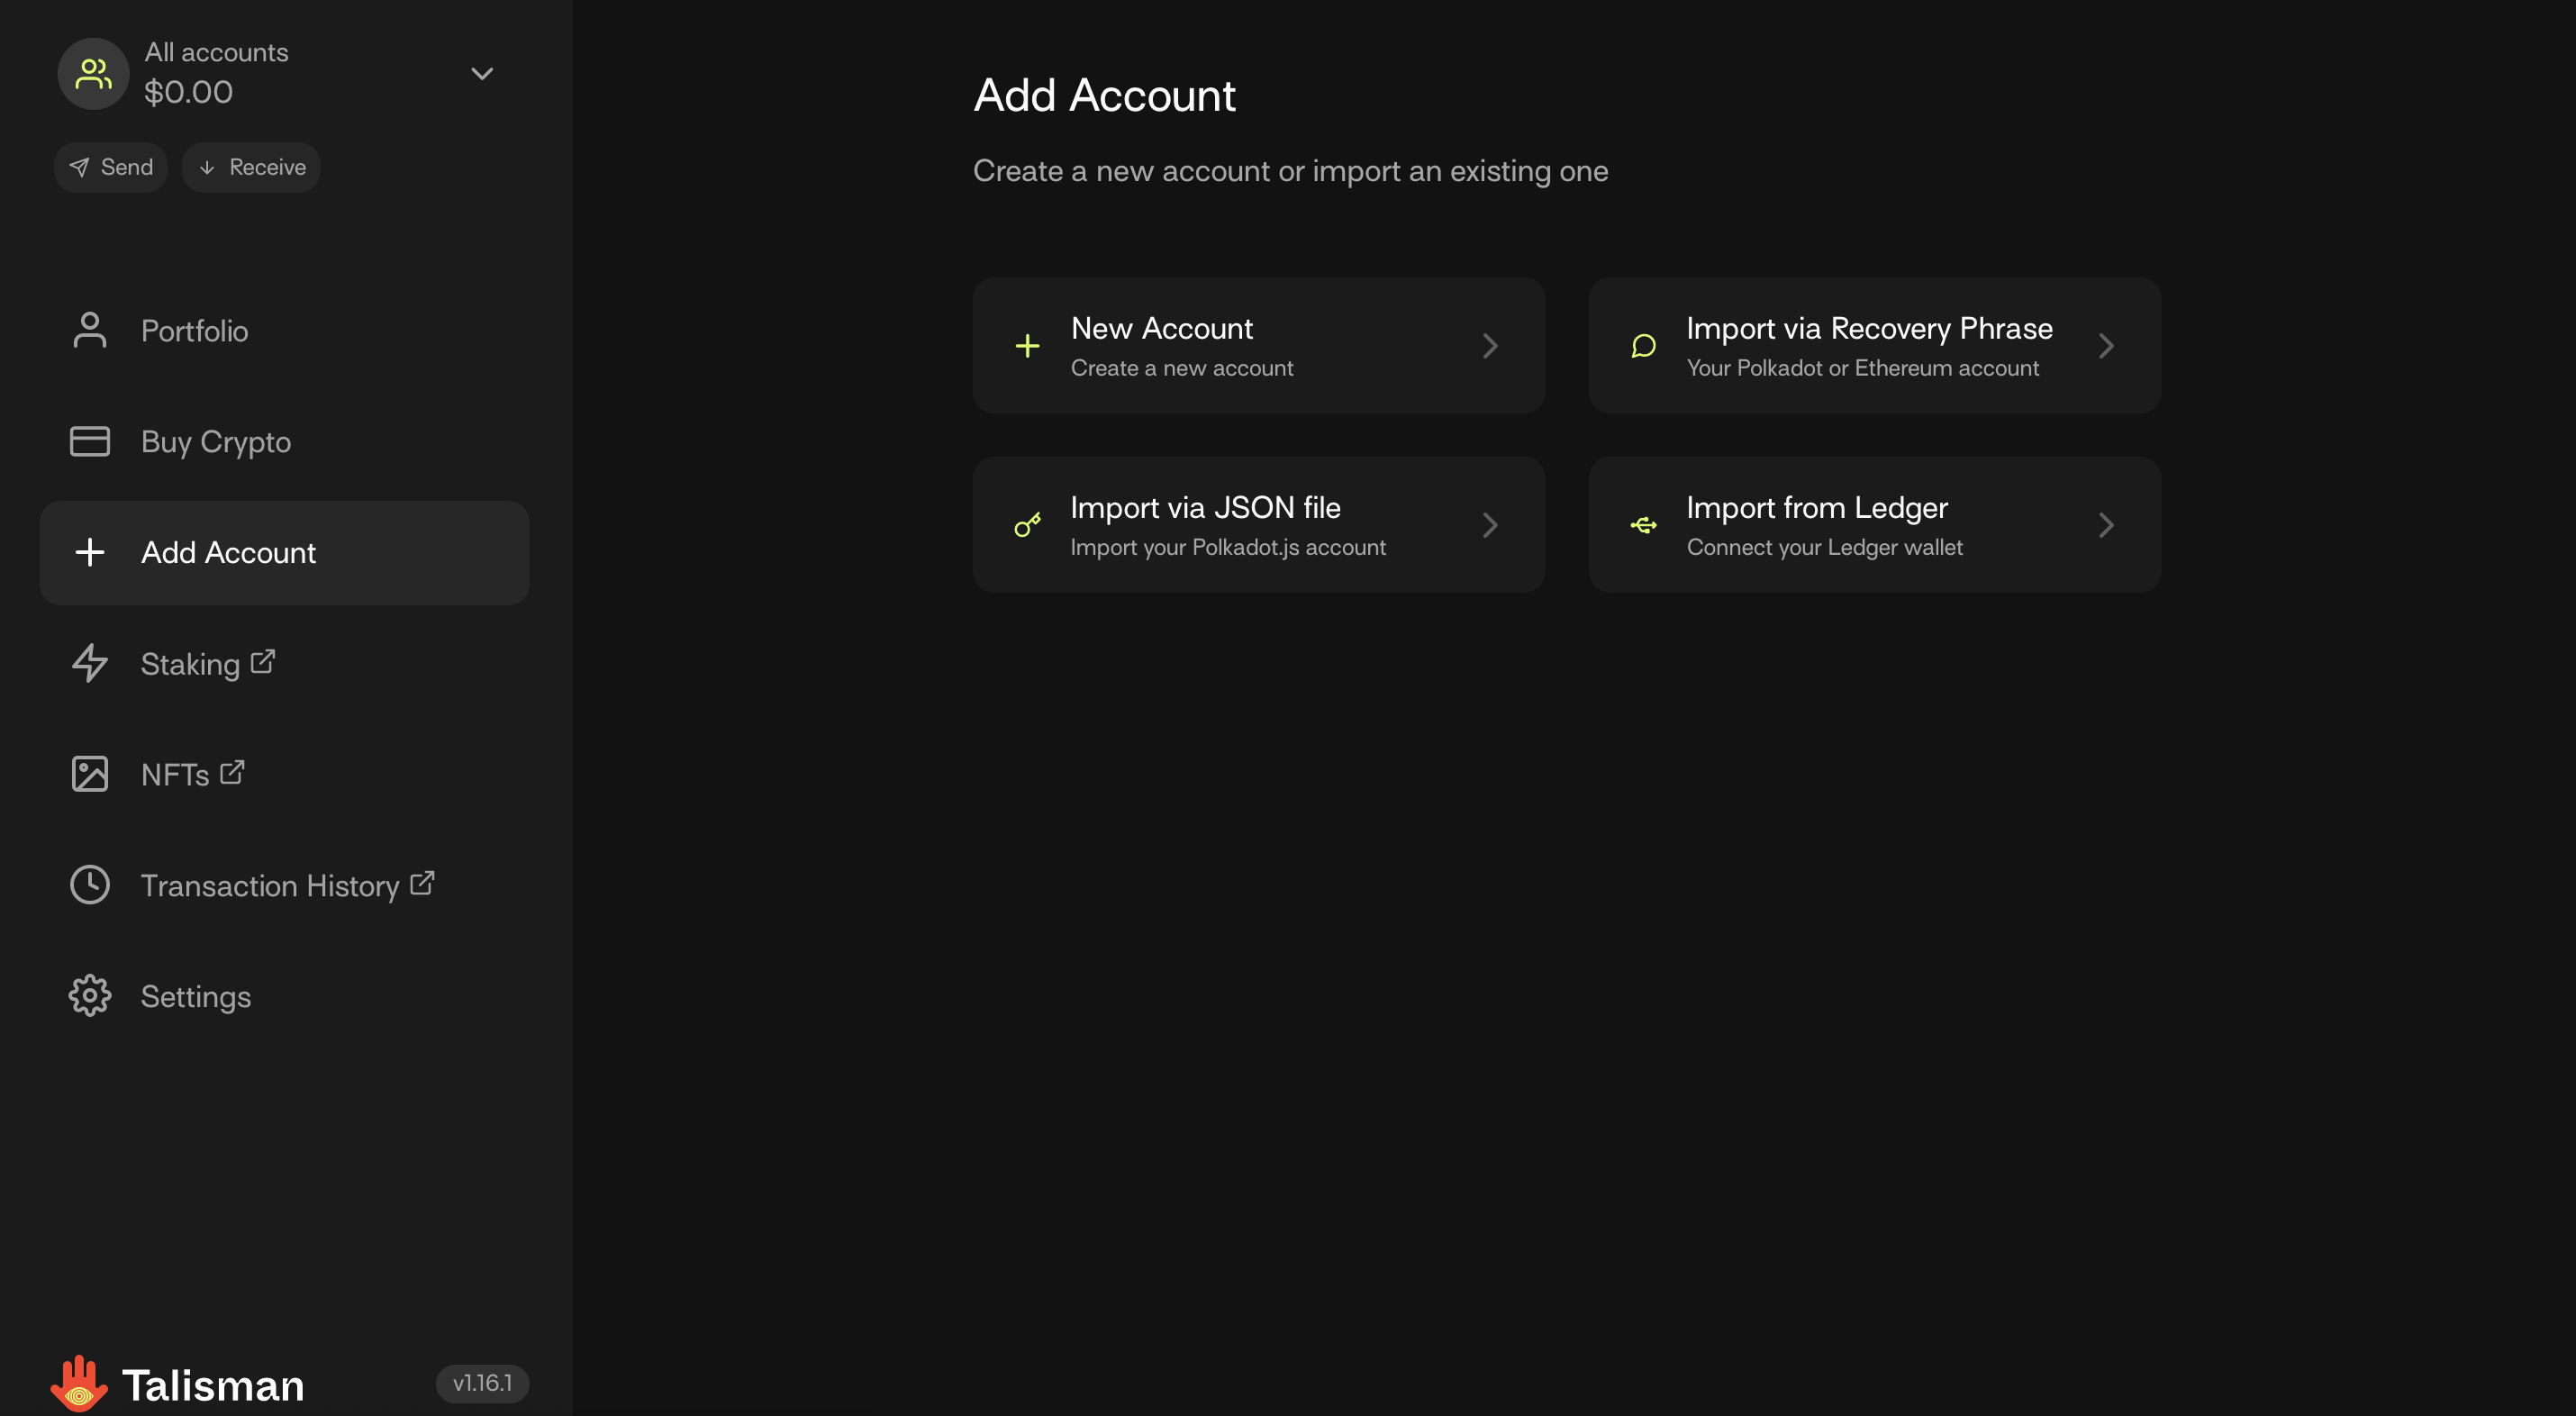 All accounts
$0.00
Send
Receive
Portfolio
Buy Crypto
Add Account
Staking
NFTs
Transaction History
Settings
Talisman
v1.16.1
Add Account
Create a new account or import an existing one
New Account
Create a new account
Import via Recovery Phrase
Your Polkadot or Ethereum account
Import via JSON file
Import your Polkadot.js account
Import from Ledger
Connect your Ledger wallet